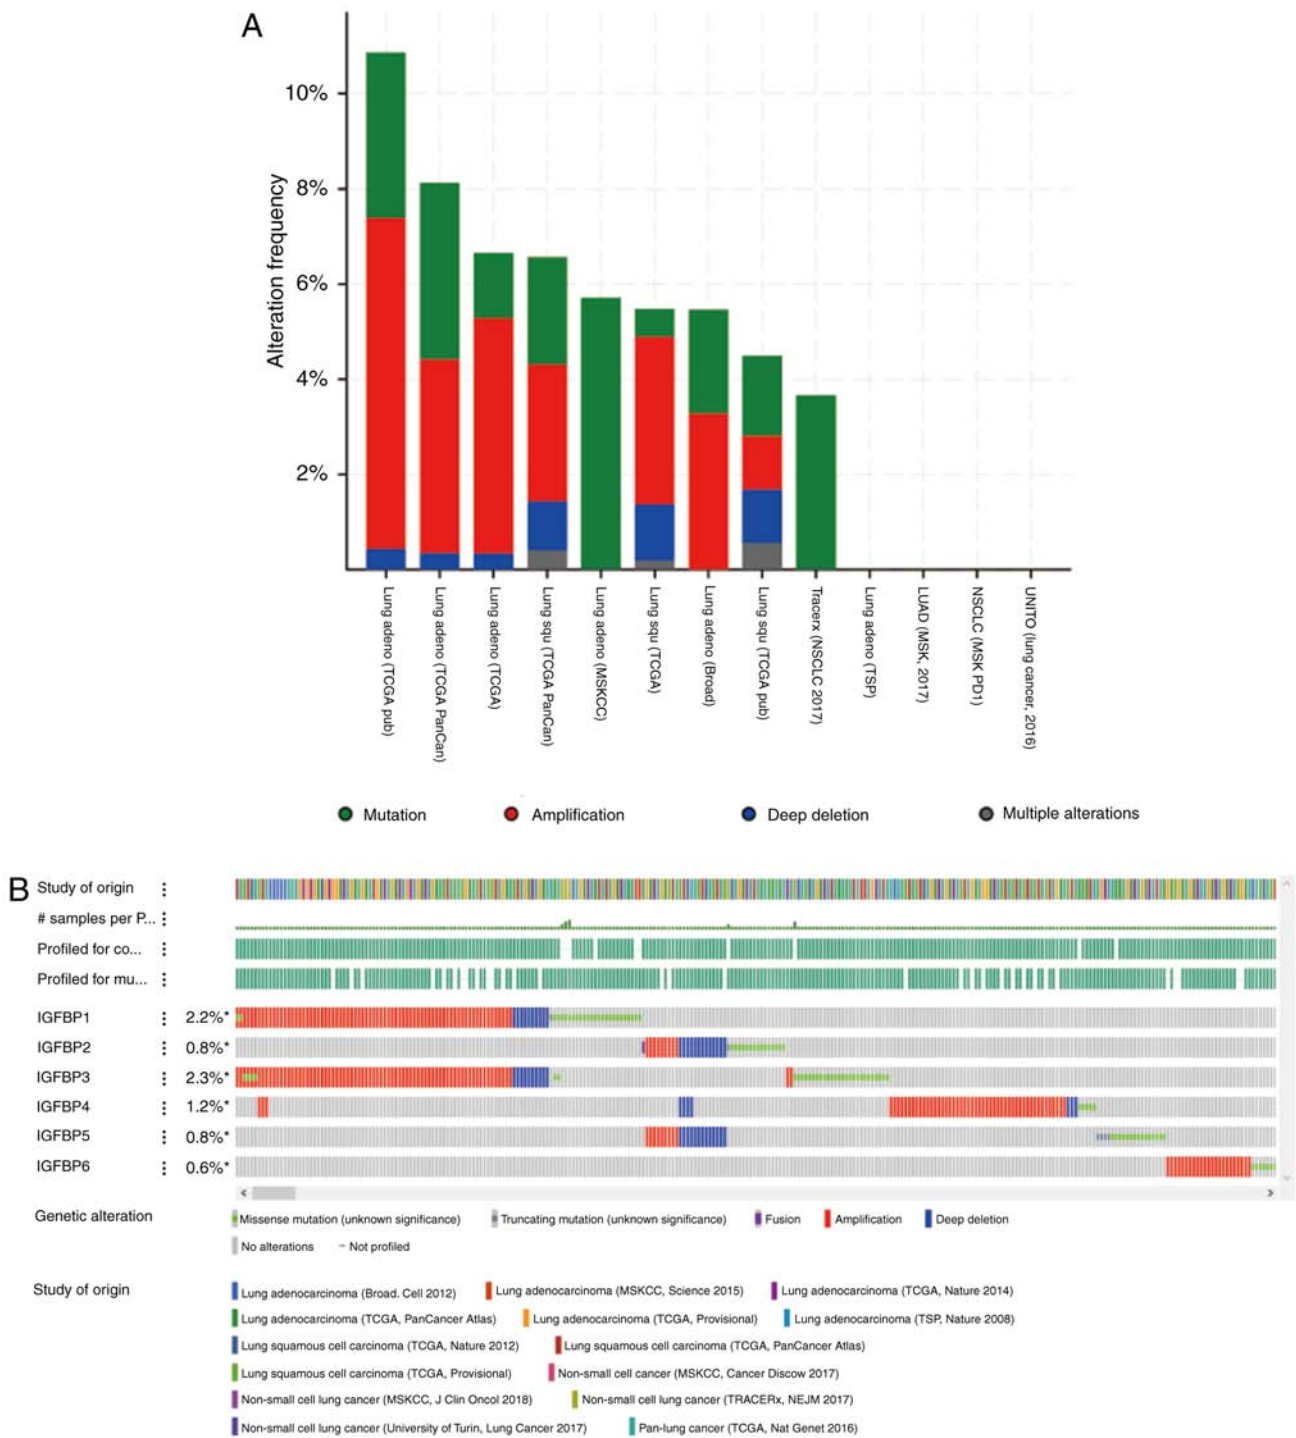 A
10%
8%
6%
4%
2%
Alteration frequency
Lung adeno (TCGA pub)
Lung adeno (TCGA PanCan)
Lung adeno (TCGA)
Lung squ (TCGA PanCan)
Lung adeno (MSKCC)
Lung squ (TCGA)
Lung adeno (Broad)
Lung squ (TCGA pub)
Tracerx (NSCLC 2017)
Lung adeno (TSP)
LUAD (MSK, 2017)
NSCLC (MSK PD1)
UNITO (lung cancer, 2016)
Mutation Amplification Deep deletion Multiple alterations
B
Study of origin
# samples per P...
Profiled for co...
Profiled for mu...
IGFBP1 2.2%*
IGFBP2 0.8%*
IGFBP3 2.3%*
IGFBP4 1.2%*
IGFBP5 0.8%*
IGFBP6 0.6%*
Genetic alteration Missense mutation (unknown significance) Truncating mutation (unknown significance) Fusion Amplification Deep deletion
No alterations – Not profiled
Study of origin Lung adenocarcinoma (Broad. Cell 2012) Lung adenocarcinoma (MSKCC, Science 2015) Lung adenocarcinoma (TCGA, Nature 2014)
Lung adenocarcinoma (TCGA, PanCancer Atlas) Lung adenocarcinoma (TCGA, Provisional) Lung adenocarcinoma (TSP, Nature 2008)
Lung squamous cell carcinoma (TCGA, Nature 2012) Lung squamous cell carcinoma (TCGA, PanCancer Atlas)
Lung squamous cell carcinoma (TCGA, Provisional) Non-small cell cancer (MSKCC, Cancer Discow 2017)
Non-small cell lung cancer (MSKCC, J Clin Oncol 2018) Non-small cell lung cancer (TRACERx, NEJM 2017)
Non-small cell lung cancer (University of Turin, Lung Cancer 2017) Pan-lung cancer (TCGA, Nat Genet 2016)